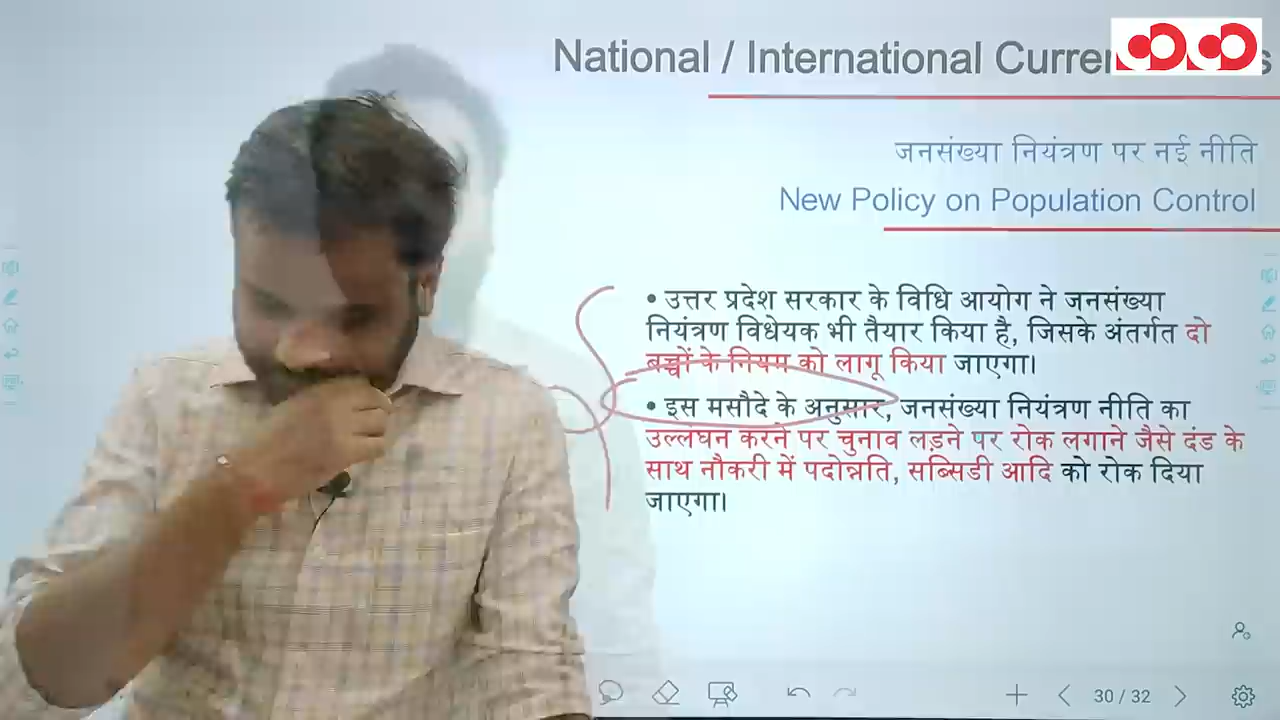 National / International Curre s
जनसंख्या नियंत्रण पर नई नीति
New Policy on Population Control
• उत्तर प्रदेश सरकार के विधि आयोग ने जनसंख्या
नियंत्रण विधेयक भी तैयार किया है, जिसके अंतर्गत दो
बच्चों के नियम को लागू किया जाएगा।
• इस मसौदे के अनुसार, जनसंख्या नियंत्रण नीति का
उल्लंघन करने पर चुनाव लड़ने पर रोक लगाने जैसे दंड के
साथ नौकरी में पदोन्नति, सब्सिडी आदि को रोक दिया
जाएगा।
30 / 32